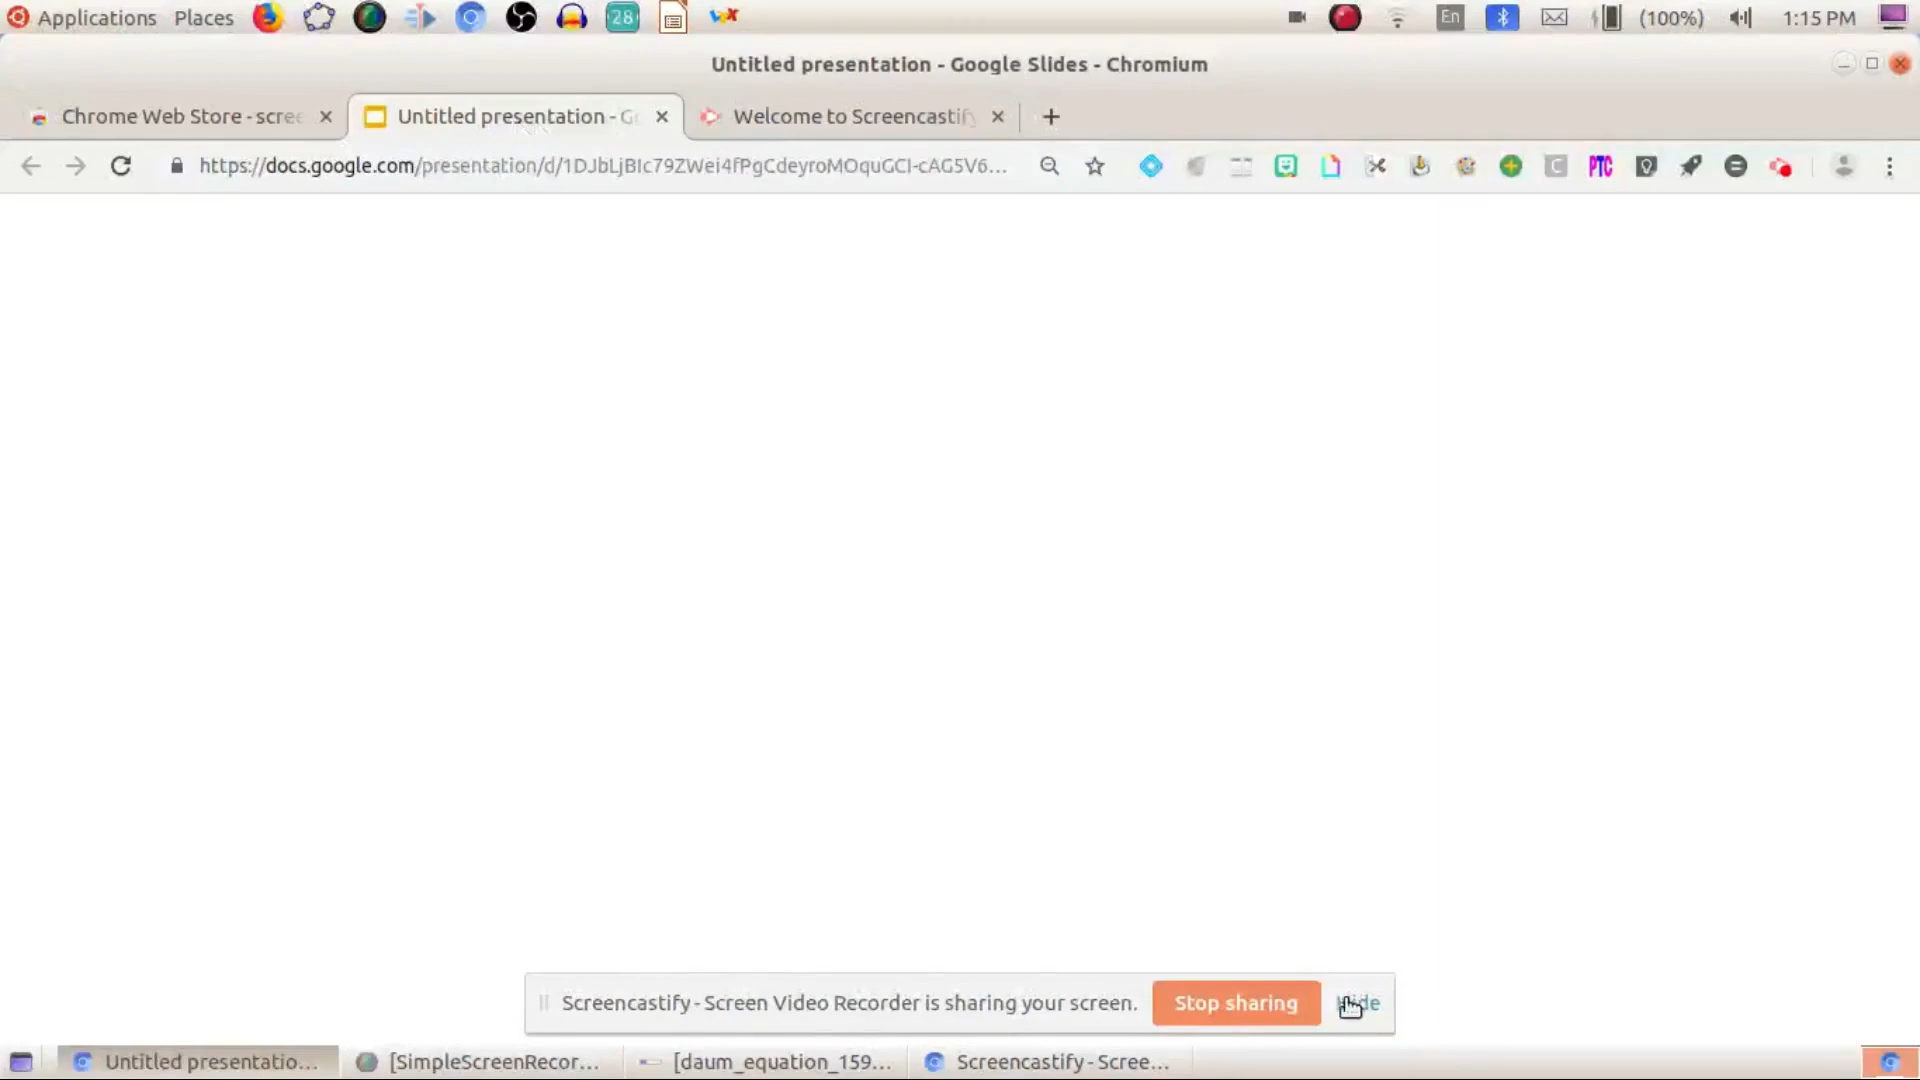 Applications Places 28 En (100%) 1:15 PM
Untitled presentation - Google Slides - Chromium
Chrome Web Store - scre Untitled presentation - G Welcome to Screencastify
https://docs.google.com/presentation/d/1DJbLjBIc79ZWei4fPgCdeyroMOquGCI-cAG5V6... C PTC
Screencastify - Screen Video Recorder is sharing your screen. Stop sharing
Untitled presentatio... [SimpleScreenRecor... [daum_equation_159... Screencastify - Scree...